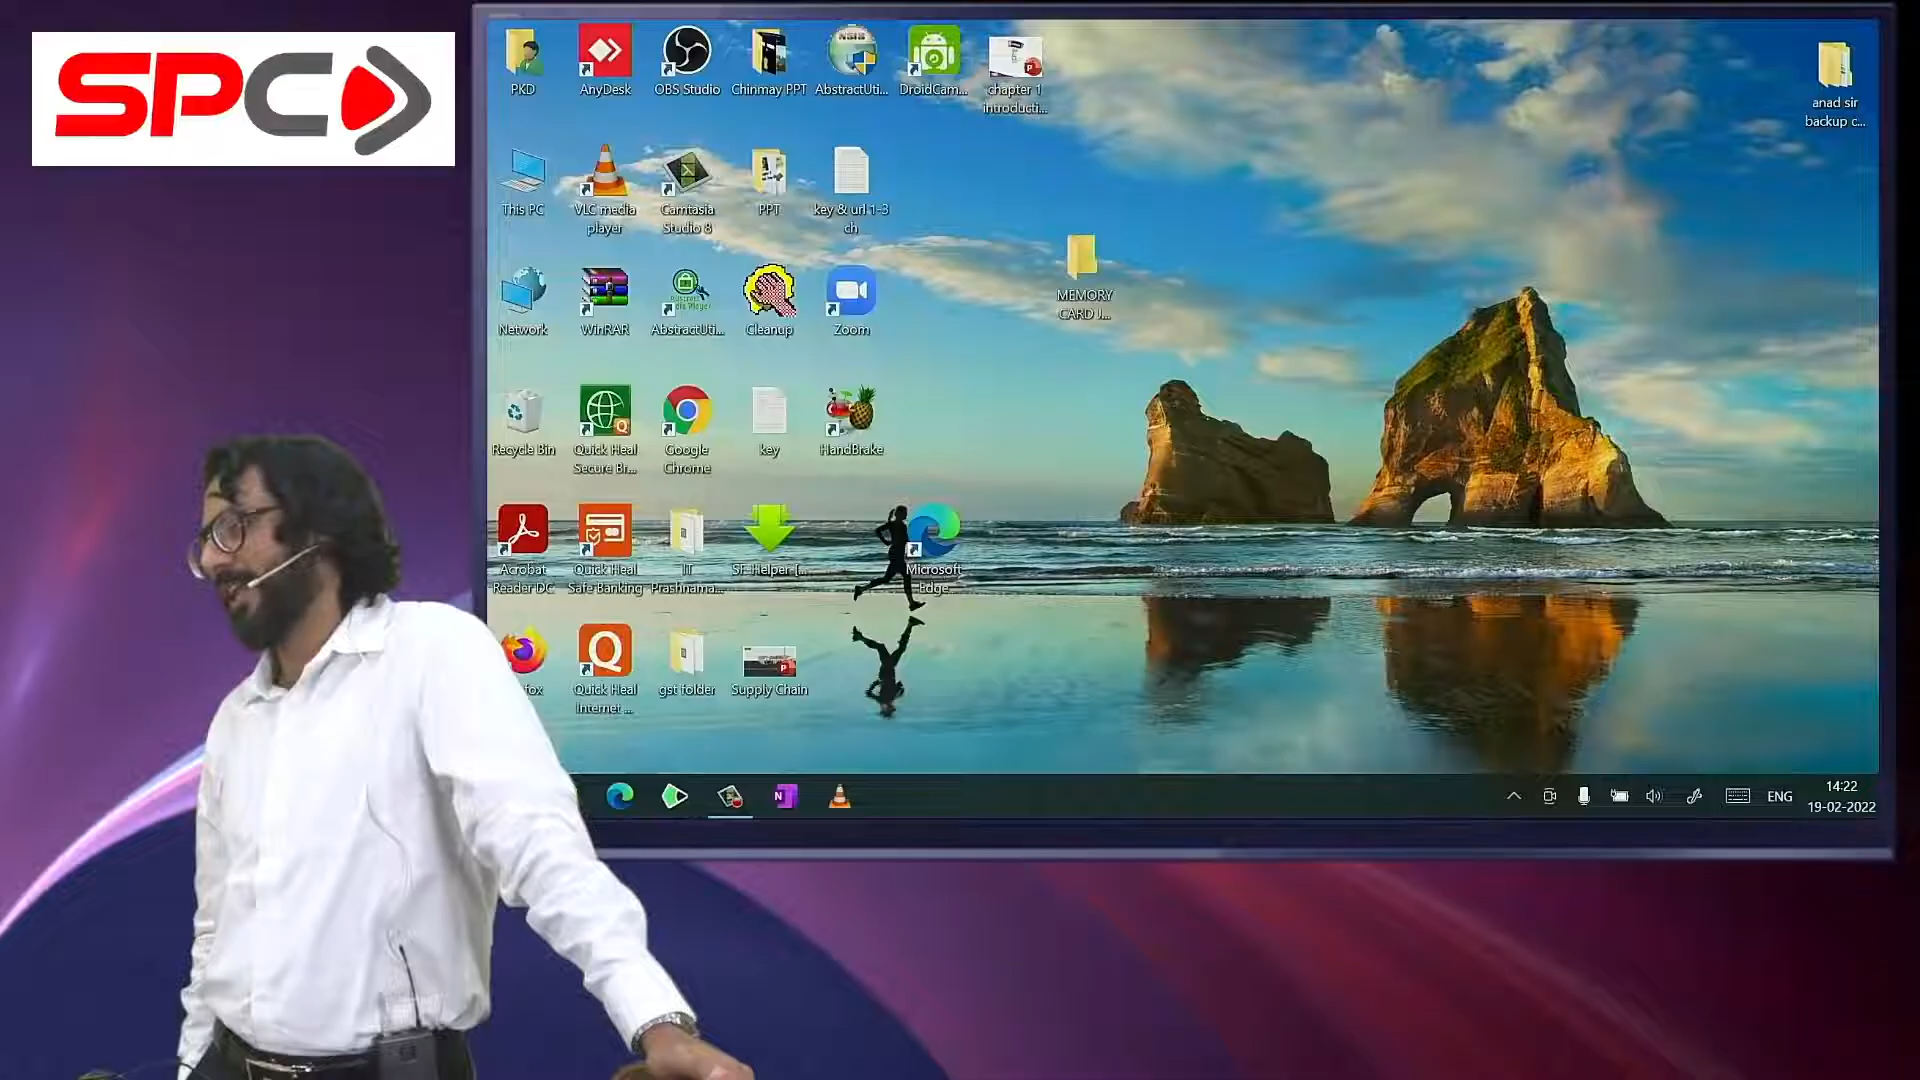 SPC
PKD
AnyDesk
OBS Studio
Chinmay PPT
AbstractUti...
DroidCam...
chapter 1
introducti...
anad sir
backup c...
This PC
VLC media
player
Camtasia
Studio 8
PPT
key & url 1-3
ch
MEMORY
CARD J...
Network
WinRAR
AbstractUti...
Cleanup
Zoom
Recycle Bin
Quick Heal
Secure Br...
Google
Chrome
key
HandBrake
Acrobat
Reader DC
Quick Heal
Safe Banking
IT
Prashnama...
SF Helper (...
Microsoft
Edge
fox
Quick Heal
Internet ...
gst folder
Supply Chain
ENG
14:22
19-02-2022